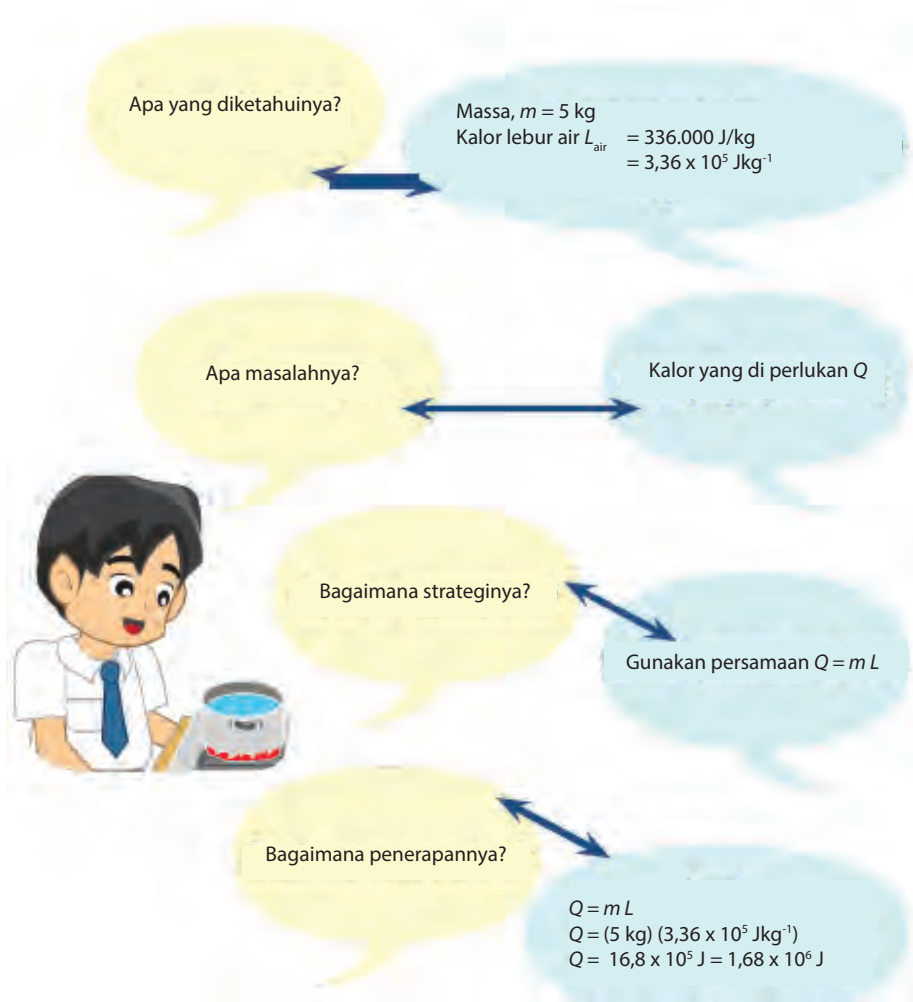 Apa yang diketahuinya?
Massa, m = 5 kg
Kalor lebur air Lair = 336.000 J/kg
= 3,36 x 10⁵ Jkg⁻¹
Apa masalahnya?
Kalor yang di perlukan Q
Bagaimana strateginya?
Gunakan persamaan Q = m L
Bagaimana penerapannya?
Q = m L
Q = (5 kg) (3,36 x 10⁵ Jkg⁻¹)
Q = 16,8 x 10⁵ J = 1,68 x 10⁶ J